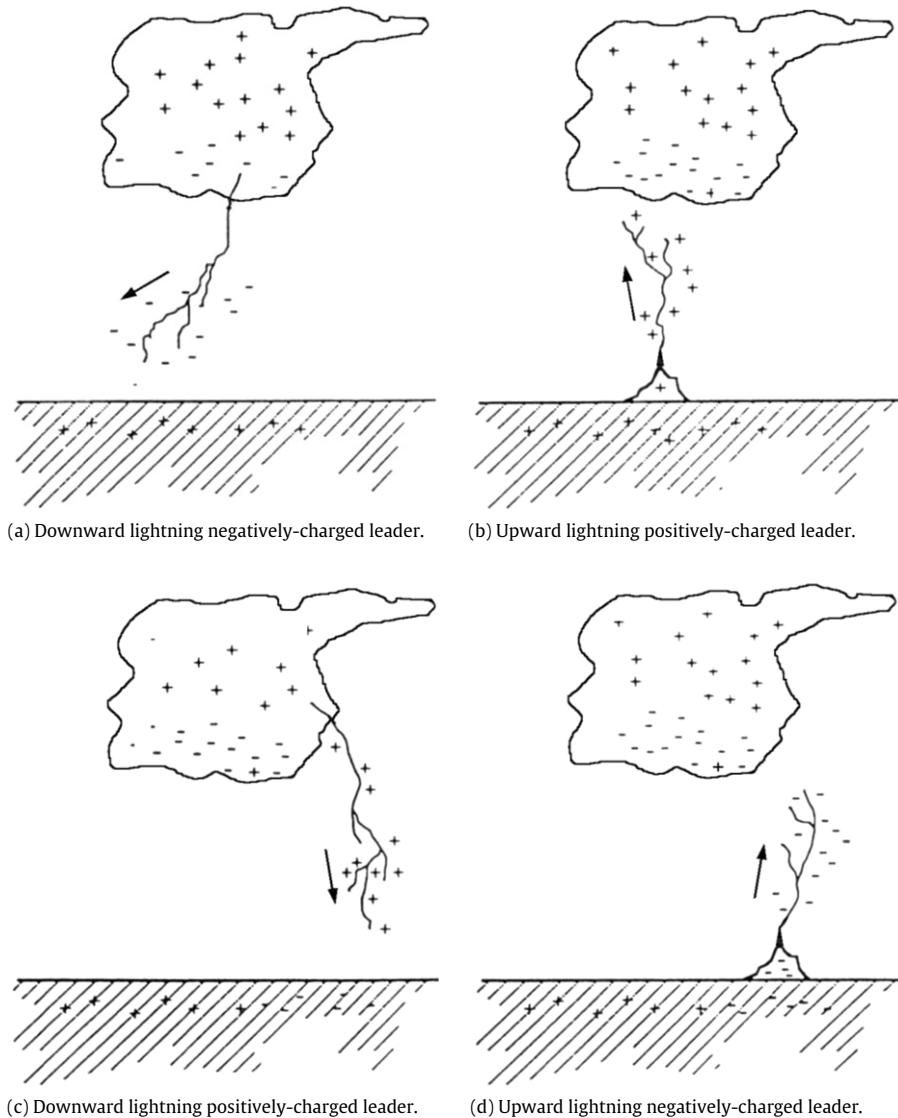 (a) Downward lightning negatively-charged leader.
(b) Upward lightning positively-charged leader.
(c) Downward lightning positively-charged leader.
(d) Upward lightning negatively-charged leader.